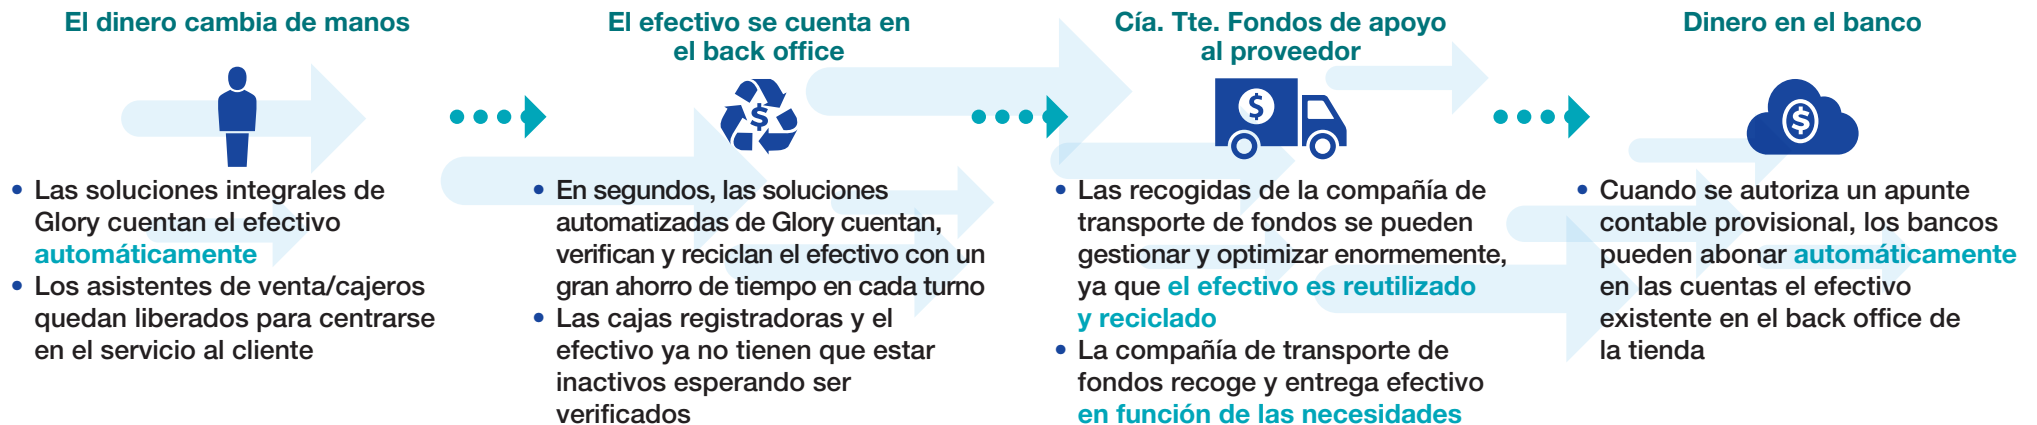 El dinero cambia de manos
• Las soluciones integrales de
Glory cuentan el efectivo
automáticamente
• Los asistentes de venta/cajeros
quedan liberados para centrarse
en el servicio al cliente
El efectivo se cuenta en
el back office
$
• En segundos, las soluciones
automatizadas de Glory cuentan,
verifican y reciclan el efectivo con un
gran ahorro de tiempo en cada turno
• Las cajas registradoras y el
efectivo ya no tienen que estar
inactivos esperando ser
verificados
Cía. Tte. Fondos de apoyo
al proveedor
$
• Las recogidas de la compañía de
transporte de fondos se pueden
gestionar y optimizar enormemente,
ya que el efectivo es reutilizado
y reciclado
• La compañía de transporte de
fondos recoge y entrega efectivo
en función de las necesidades
Dinero en el banco
$
• Cuando se autoriza un apunte
contable provisional, los bancos
pueden abonar automáticamente
en las cuentas el efectivo
existente en el back office de
la tienda